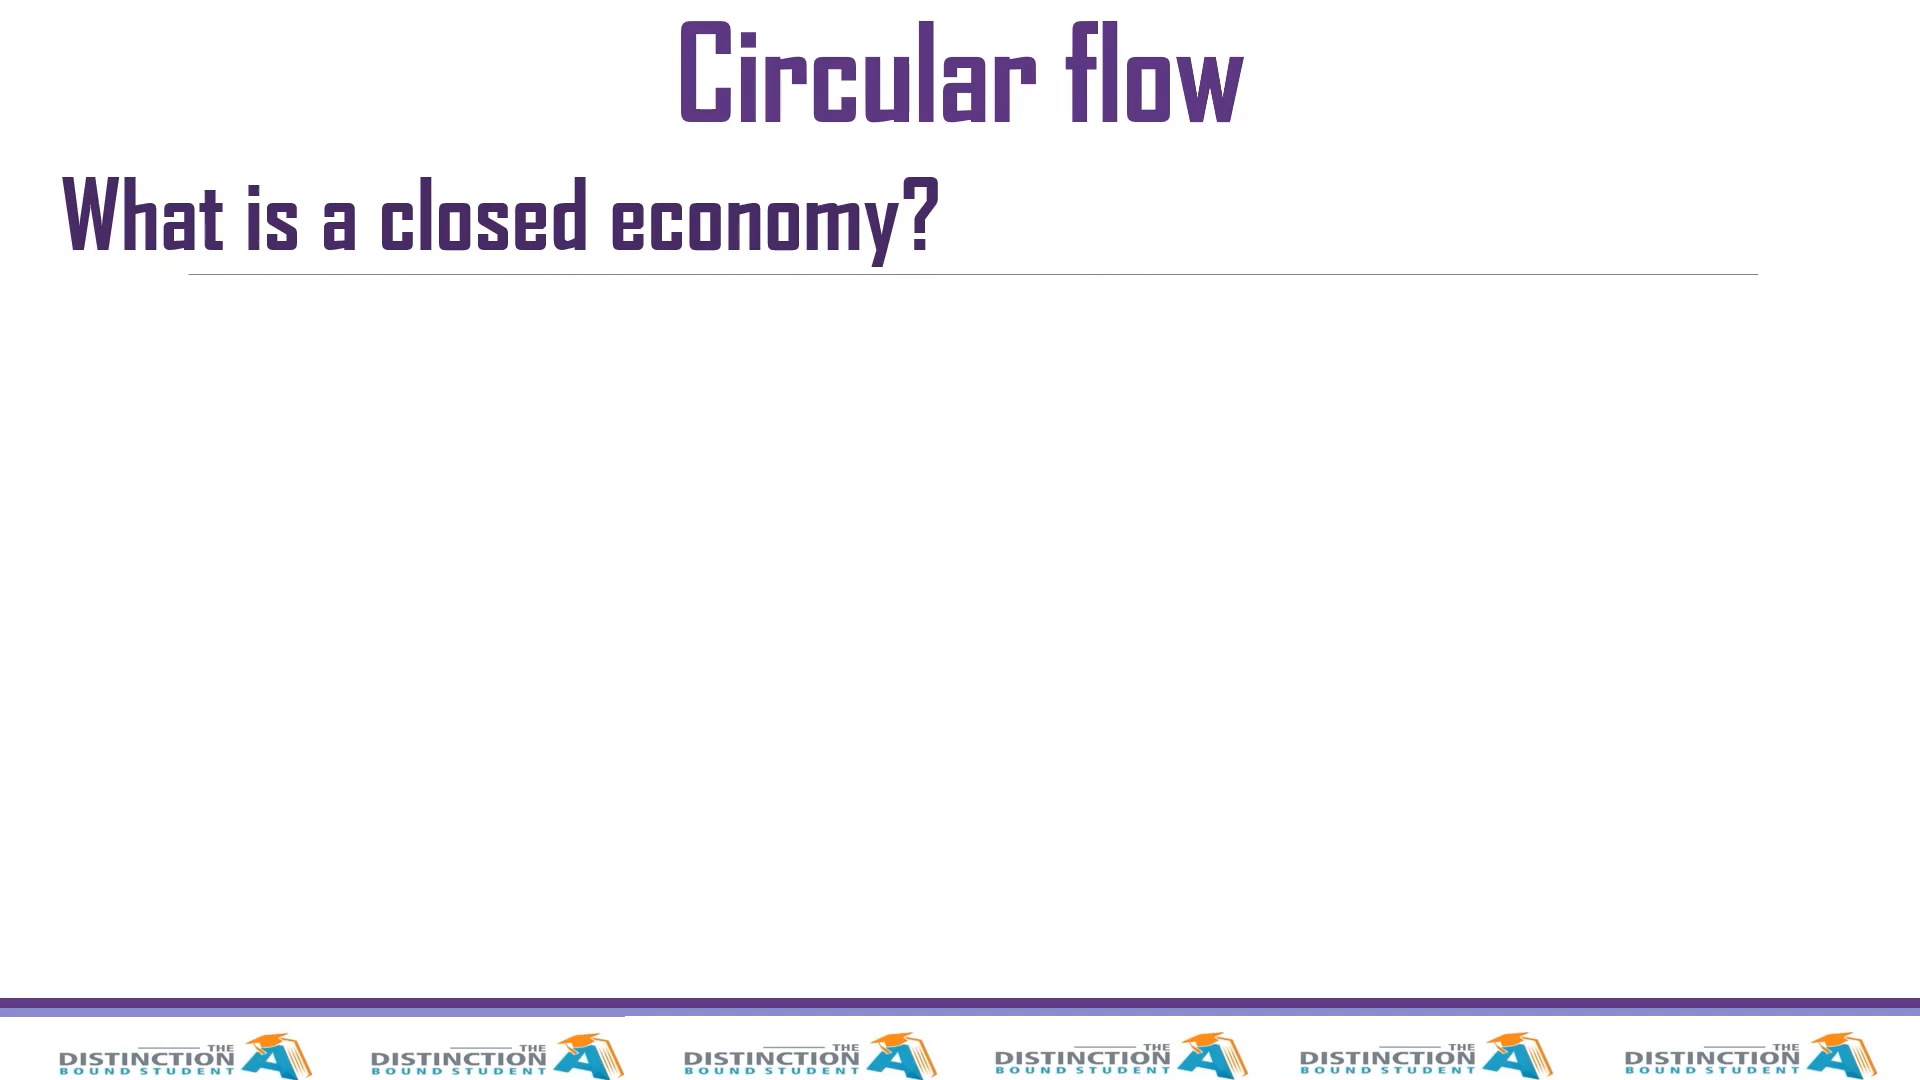 Circular flow
What is a closed economy?
THE
DISTINCTION
BOUND STUDENT
THE
DISTINCTION
BOUND STUDENT
THE
DISTINCTION
BOUND STUDENT
THE
DISTINCTION
BOUND STUDENT
THE
DISTINCTION
BOUND STUDENT
THE
DISTINCTION
BOUND STUDENT